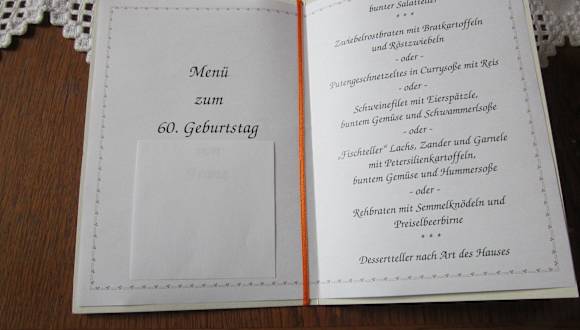 Menü
zum
60. Geburtstag
bunter Salatteller
* * *
Zwiebelrostbraten mit Bratkartoffeln
und Röstzwiebeln
- oder -
Putengeschnetzeltes in Currysoße mit Reis
- oder -
Schweinefilet mit Eierspätzle,
buntem Gemüse und Schwammerlsoße
- oder -
„Fischteller“ Lachs, Zander und Garnele
mit Petersilienkartoffeln,
buntem Gemüse und Hummersoße
- oder -
Rehbraten mit Semmelknödeln und
Preiselbeerbirne
* * *
Dessertteller nach Art des Hauses